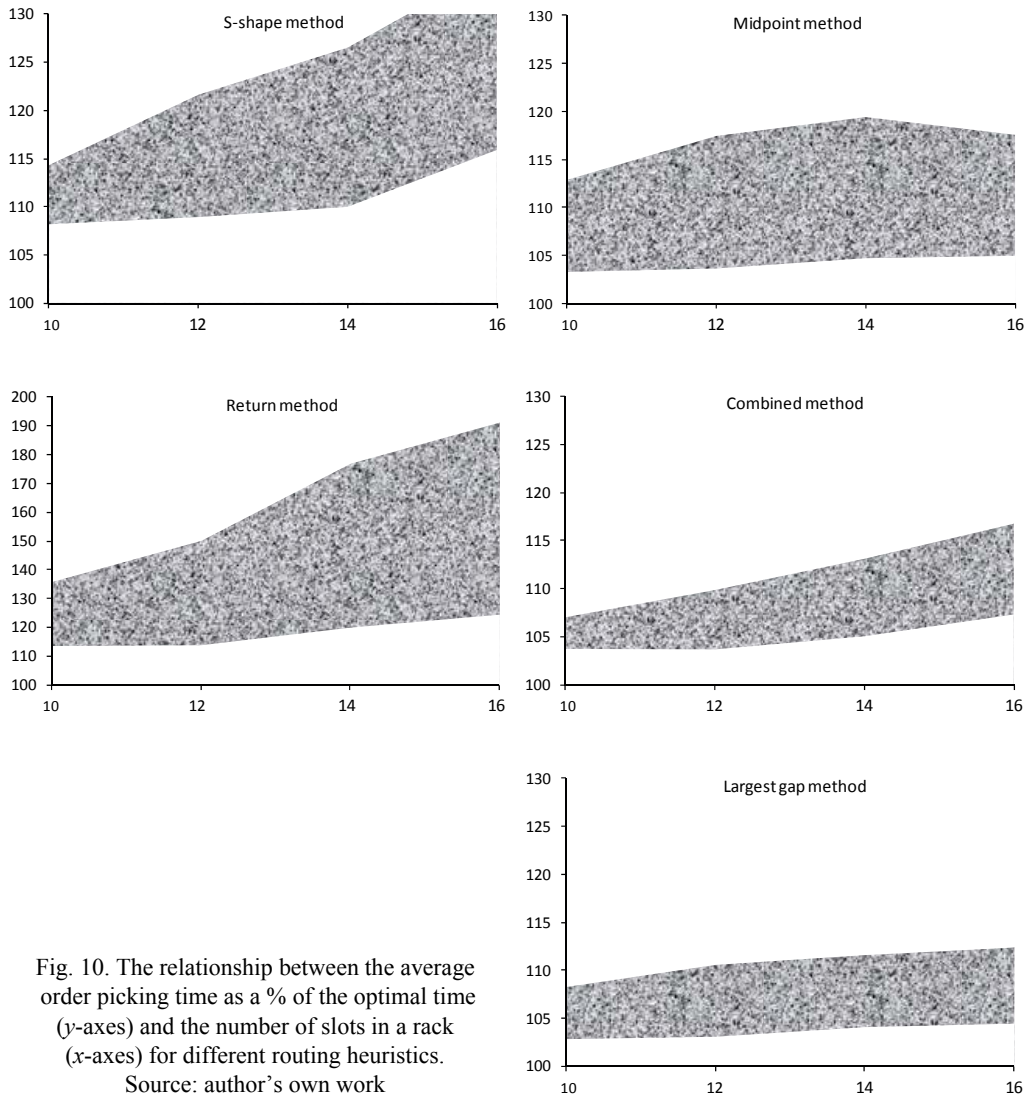 S-shape method
130
125
120
115
110
105
100
10 12 14 16
Midpoint method
130
125
120
115
110
105
100
10 12 14 16
Return method
200
190
180
170
160
150
140
130
120
110
100
10 12 14 16
Combined method
130
125
120
115
110
105
100
10 12 14 16
Largest gap method
130
125
120
115
110
105
100
10 12 14 16
Fig. 10. The relationship between the average
order picking time as a % of the optimal time
(y-axes) and the number of slots in a rack
(x-axes) for different routing heuristics.
Source: author's own work